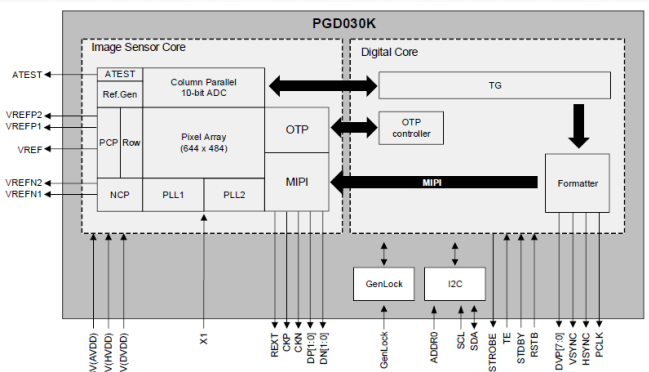 PGD030K
Image Sensor Core
Digital Core
ATEST
ATEST
Ref.Gen
Column Parallel
10-bit ADC
TG
VREFP2
VREFP1
VREF
VREFN2
VREFN1
PCP
Row
Pixel Array
(644 x 484)
OTP
OTP
controller
MIPI
MIPI
Formatter
NCP
PLL1
PLL2
GenLock
I2C
V(AVDD)
V(HVDD)
V(DVDD)
X1
REXT
CKP
CKN
DP[1:0]
DN[1:0]
GenLock
ADDR0
SCL
SDA
STROBE
TE
STDBY
RSTB
DVP[7:0]
VSYNC
HSYNC
PCLK